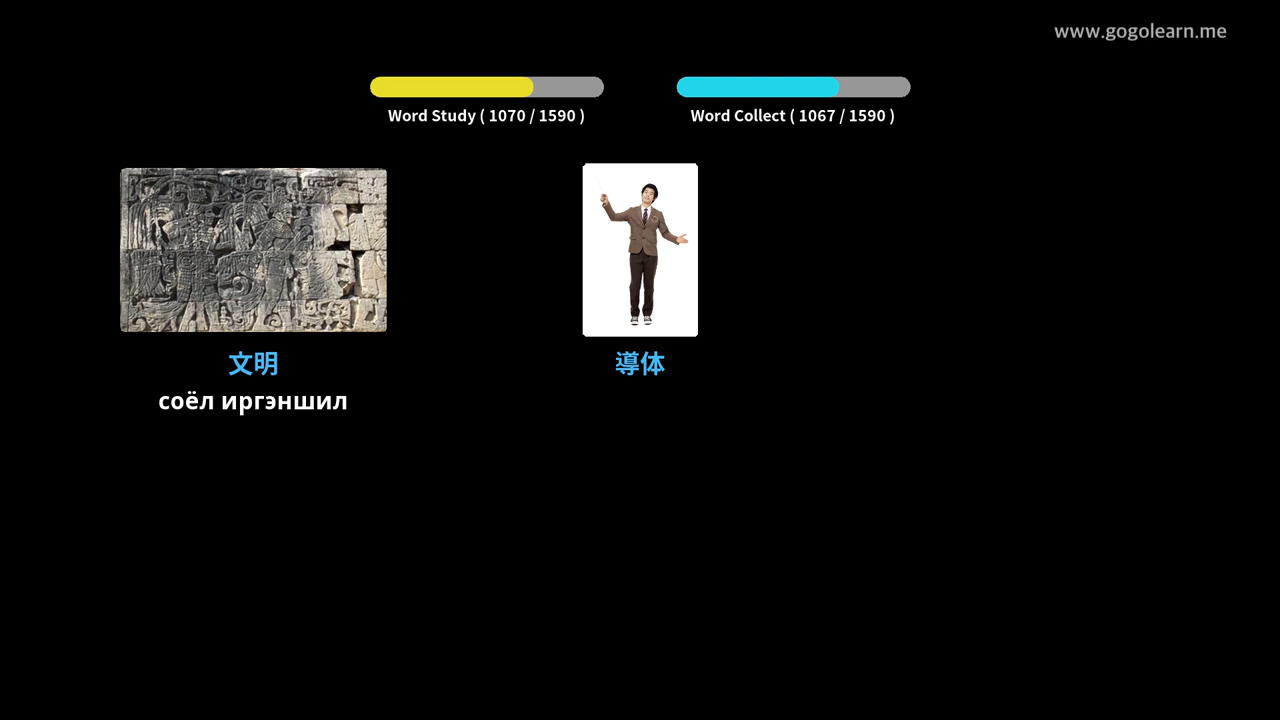 www.gogolearn.me
Word Study ( 1070 / 1590 )
Word Collect ( 1067 / 1590 )
文明
соёл иргэншил
導体